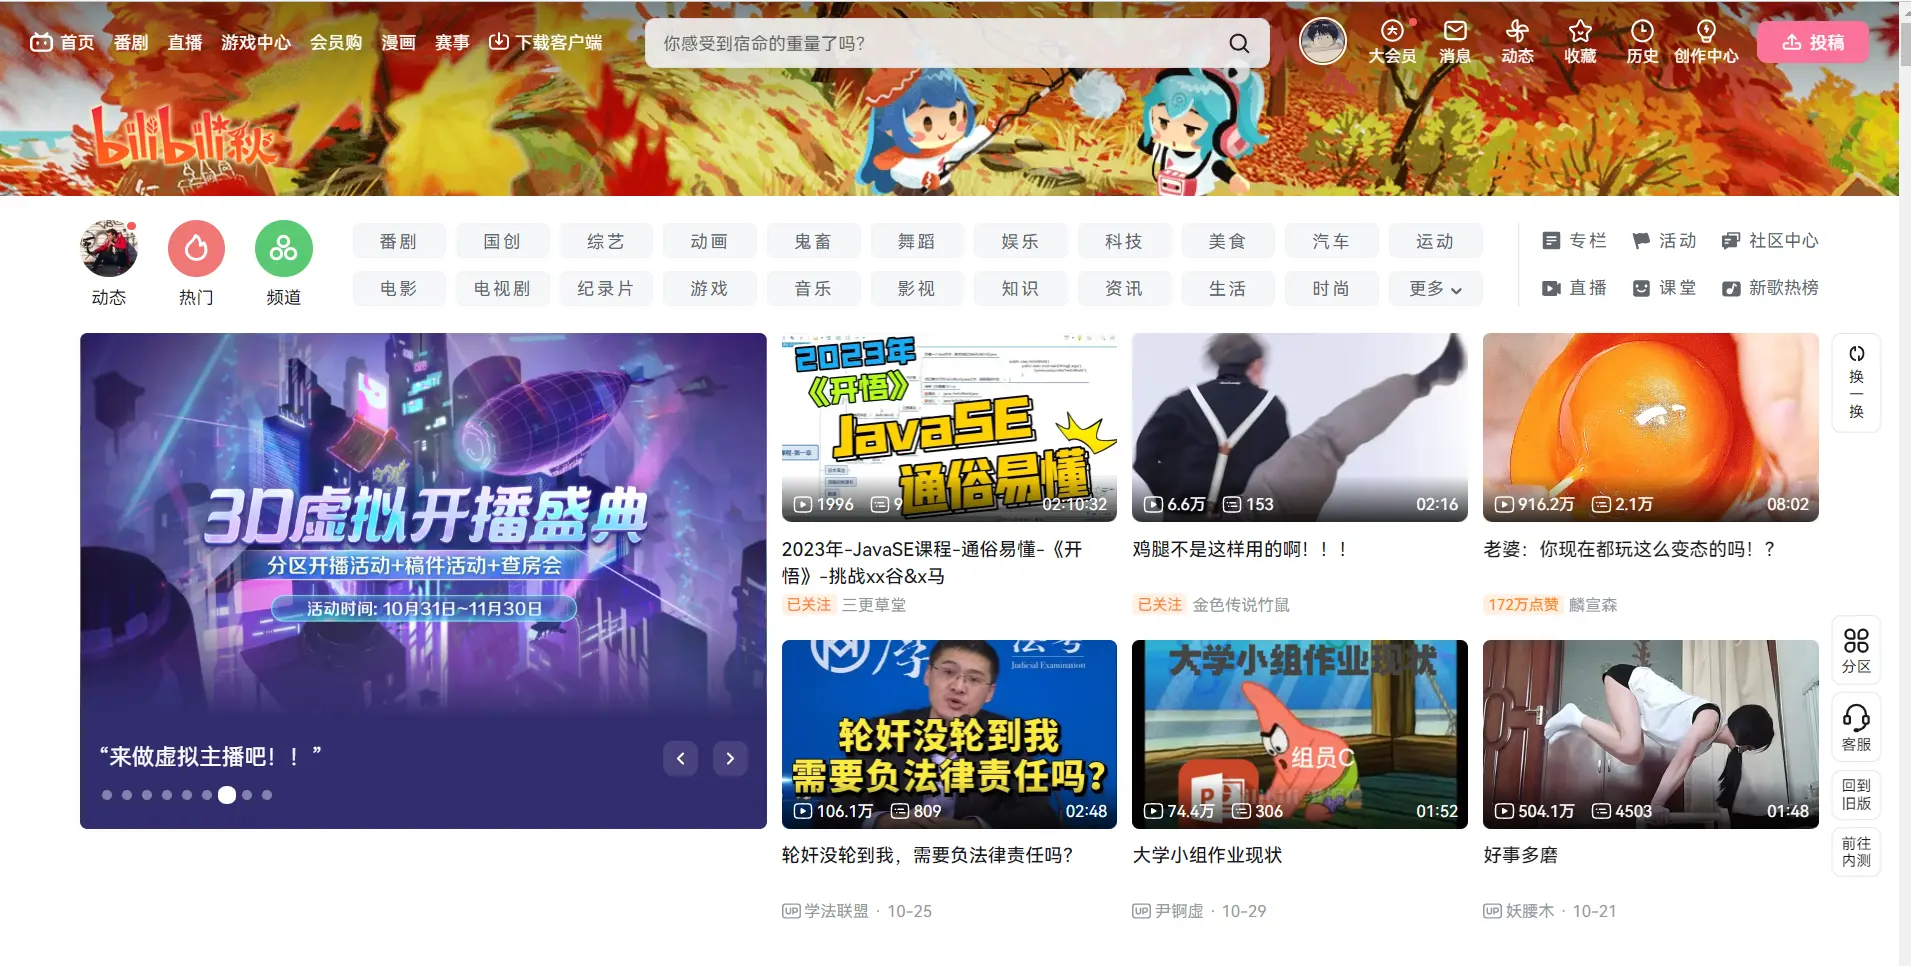 首页 番剧 直播 游戏中心 会员购 漫画 赛事 下载客户端
你感受到宿命的重量了吗?
大会员 消息 动态 收藏 历史 创作中心 投稿
bilibili秋
动态 热门 频道
番剧 国创 综艺 动画 鬼畜 舞蹈 娱乐 科技 美食 汽车 运动
电影 电视剧 纪录片 游戏 音乐 影视 知识 资讯 生活 时尚 更多
专栏 活动 社区中心
直播 课堂 新歌热榜
3D虚拟开播盛典
分区开播活动+稿件活动+查房会
活动时间: 10月31日~11月30日
“来做虚拟主播吧！！”
2023年
《开悟》
JavaSE
通俗易懂
1996 9 02:10:32
2023年-JavaSE课程-通俗易懂-《开
悟》-挑战xx谷&x马
已关注 三更草堂
6.6万 153 02:16
鸡腿不是这样用的啊！！！
已关注 金色传说竹鼠
916.2万 2.1万 08:02
老婆：你现在都玩这么变态的吗！？
172万点赞 麟宣森
换
一
换
法考
Judicial Examination
轮奸没轮到我
需要负法律责任吗?
106.1万 809 02:48
轮奸没轮到我，需要负法律责任吗？
UP 学法联盟 · 10-25
大学小组作业现状
组员C
P
74.4万 306 01:52
大学小组作业现状
UP 尹锕虚 · 10-29
504.1万 4503 01:48
好事多磨
UP 妖腰木 · 10-21
分区
客服
回到
旧版
前往
内测